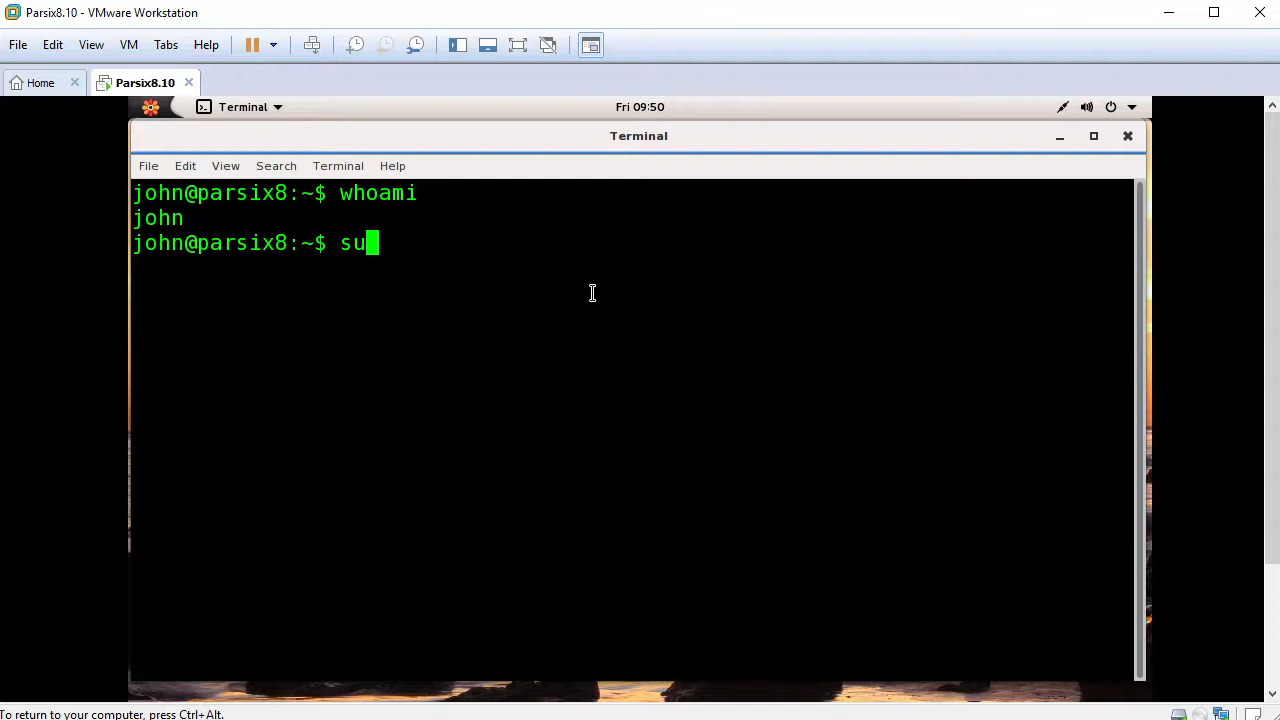 Parsix8.10 - VMware Workstation
File Edit View VM Tabs Help
Home Parsix8.10
Terminal Fri 09:50
Terminal
File Edit View Search Terminal Help
john@parsix8:~$ whoami
john
john@parsix8:~$ su
To return to your computer, press Ctrl+Alt.